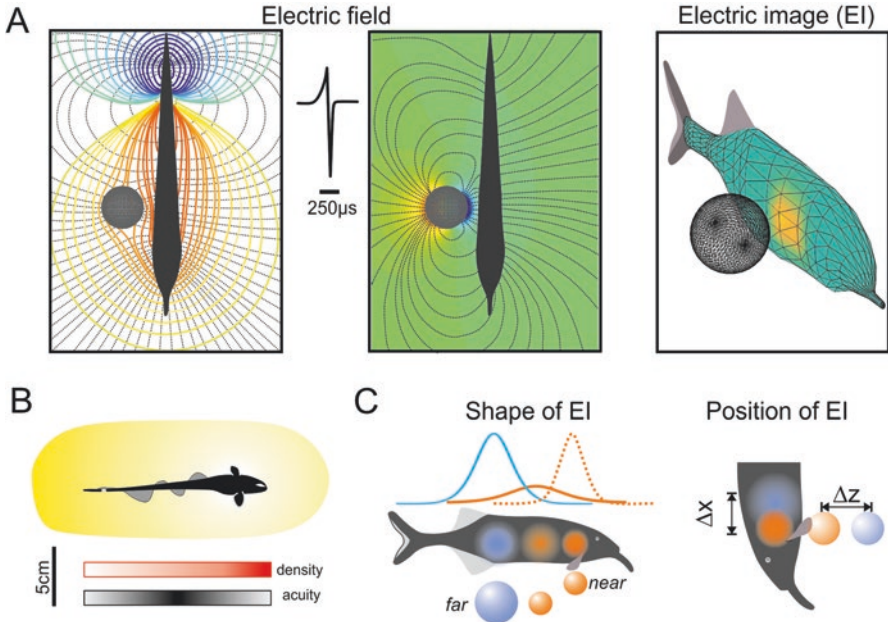 A
Electric field
Electric image (EI)
250µs
B
5cm
density
acuity
C
Shape of EI
Position of EI
far
near
Δx
Δz